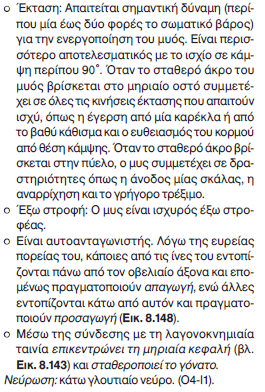 ○ Έκταση: Απαιτείται σημαντική δύναμη (περί-
που μία έως δύο φορές το σωματικό βάρος)
για την ενεργοποίηση του μυός. Είναι περισ-
σότερο αποτελεσματικός με το ισχίο σε κάμ-
ψη περίπου 90˚. Όταν το σταθερό άκρο του
μυός βρίσκεται στο μηριαίο οστό συμμετέ-
χει σε όλες τις κινήσεις έκτασης που απαιτούν
ισχύ, όπως η έγερση από μία καρέκλα ή από
το βαθύ κάθισμα και ο ευθειασμός του κορμού
από θέση κάμψης. Όταν το σταθερό άκρο βρί-
σκεται στην πύελο, ο μυς συμμετέχει σε δρα-
στηριότητες όπως η άνοδος μίας σκάλας, η
αναρρίχηση και το γρήγορο τρέξιμο.
○ Έξω στροφή: Ο μυς είναι ισχυρός έξω στρο-
φέας.
○ Είναι αυτοανταγωνιστής. Λόγω της ευρείας
πορείας του, κάποιες από τις ίνες του εντοπί-
ζονται πάνω από τον οβελιαίο άξονα και επο-
μένως πραγματοποιούν απαγωγή, ενώ άλλες
εντοπίζονται κάτω από αυτόν και πραγματο-
ποιούν προσαγωγή (Εικ. 8.148).
○ Μέσω της σύνδεσης με τη λαγονοκνημιαία
ταινία επικεντρώνει τη μηριαία κεφαλή (βλ.
Εικ. 8.143) και σταθεροποιεί το γόνατο.
Νεύρωση: κάτω γλουτιαίο νεύρο. (Ο4-Ι1).